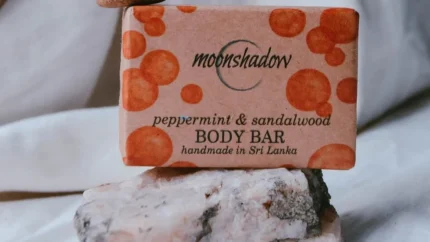 moonshadow
peppermint & sandalwood
BODY BAR
handmade in Sri Lanka